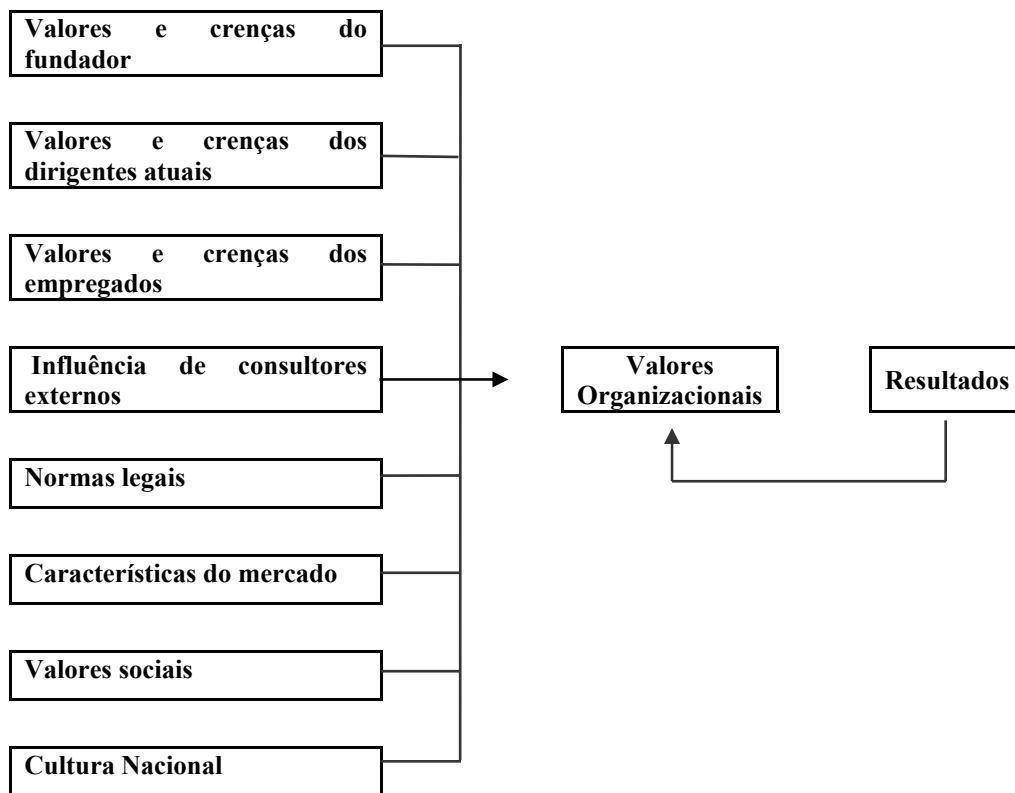 Valores e crenças do
fundador
Valores e crenças dos
dirigentes atuais
Valores e crenças dos
empregados
Influência de consultores
externos
Valores
Organizacionais
Resultados
Normas legais
Características do mercado
Valores sociais
Cultura Nacional